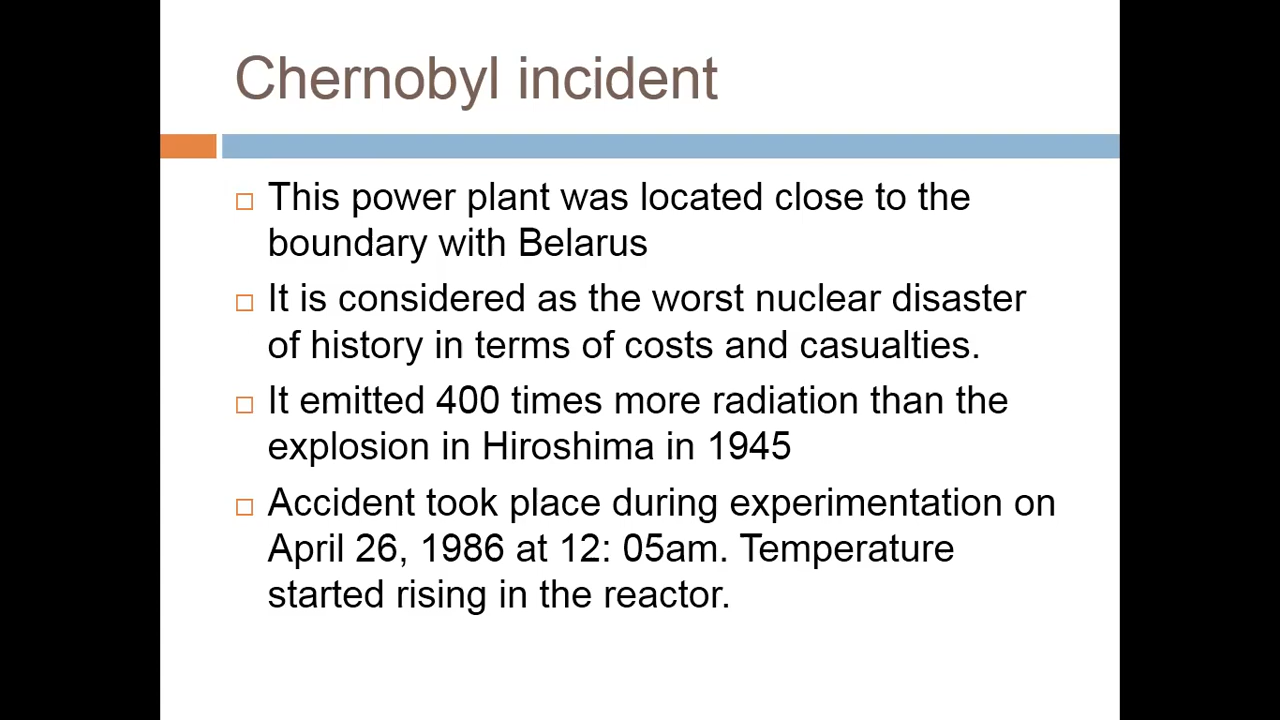 Chernobyl incident
This power plant was located close to the
boundary with Belarus
It is considered as the worst nuclear disaster
of history in terms of costs and casualties.
It emitted 400 times more radiation than the
explosion in Hiroshima in 1945
Accident took place during experimentation on
April 26, 1986 at 12: 05am. Temperature
started rising in the reactor.